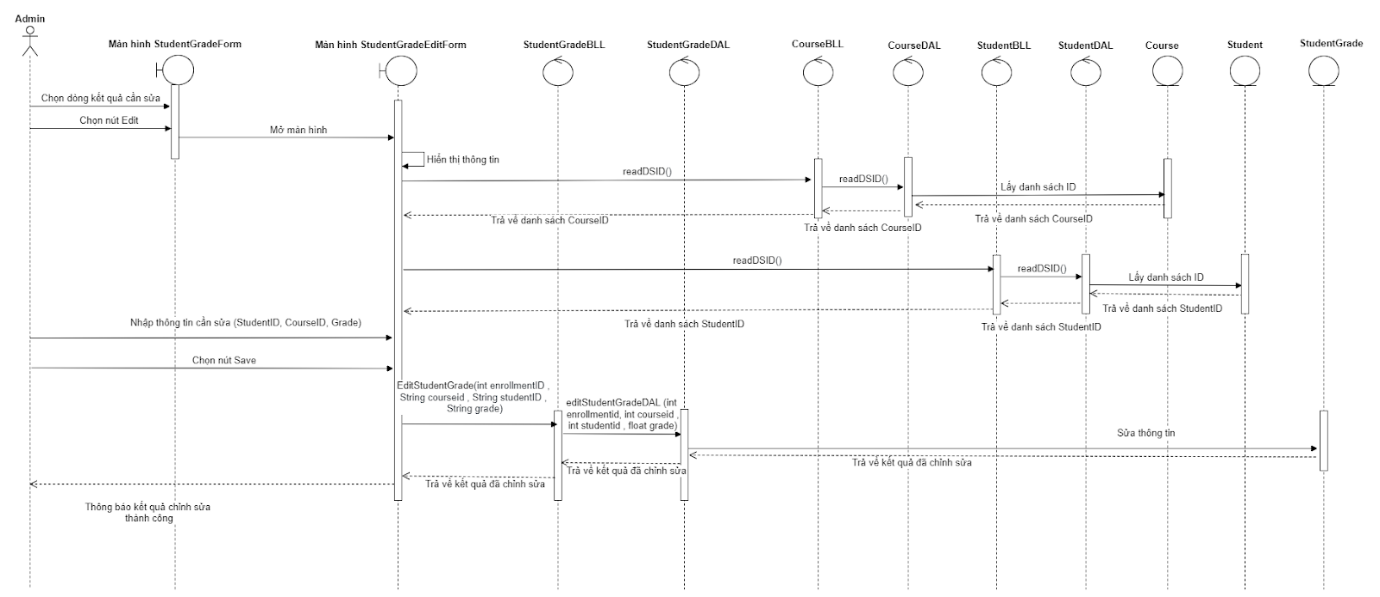 Admin
Màn hình StudentGradeForm
Màn hình StudentGradeEditForm
StudentGradeBLL
StudentGradeDAL
CourseBLL
CourseDAL
StudentBLL
StudentDAL
Course
Student
StudentGrade
Chọn dòng kết quả cần sửa
Chọn nút Edit
Mở màn hình
Hiển thị thông tin
readDSID()
readDSID()
Lấy danh sách ID
Trả về danh sách CourseID
Trả về danh sách CourseID
Trả về danh sách CourseID
readDSID()
readDSID()
Lấy danh sách ID
Trả về danh sách StudentID
Trả về danh sách StudentID
Trả về danh sách StudentID
Nhập thông tin cần sửa (StudentID, CourseID, Grade)
Chọn nút Save
EditStudentGrade(int enrollmentID ,
String courseid , String studentID ,
String grade)
editStudentGradeDAL (int
enrollmentid, int courseid ,
int studentid , float grade)
Sửa thông tin
Trả về kết quả đã chỉnh sửa
Trả về kết quả đã chỉnh sửa
Trả về kết quả đã chỉnh sửa
Thông báo kết quả chỉnh sửa
thành công